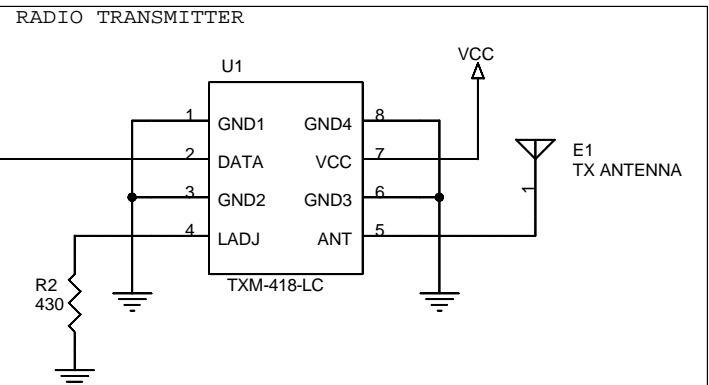 RADIO TRANSMITTER
VCC
U1
1 GND1 GND4 8
2 DATA VCC 7
3 GND2 GND3 6
4 LADJ ANT 5
TXM-418-LC
E1
TX ANTENNA
1
R2
430